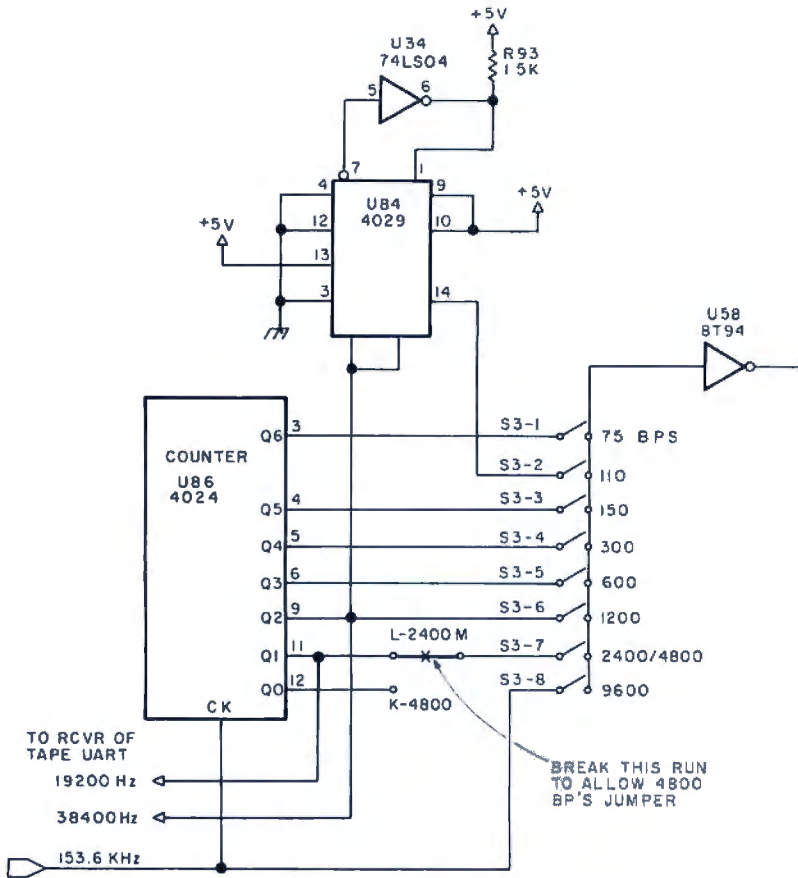 +5V
U34
74LS04
R93
1.5K
5
6
7
1
4
9
U84
4029
+5V
+5V
12
10
13
3
14
U58
8T94
S3-1
Q6
3
75 BPS
COUNTER
U86
4024
S3-2
110
S3-3
Q5
4
150
S3-4
Q4
5
300
S3-5
Q3
6
600
S3-6
Q2
9
1200
L-2400 M
S3-7
Q1
11
2400/4800
S3-8
Q0
12
9600
CK
K-4800
TO RCVR OF
TAPE UART
19200 Hz
38400Hz
BREAK THIS RUN
TO ALLOW 4800
BP'S JUMPER
153.6 KHz